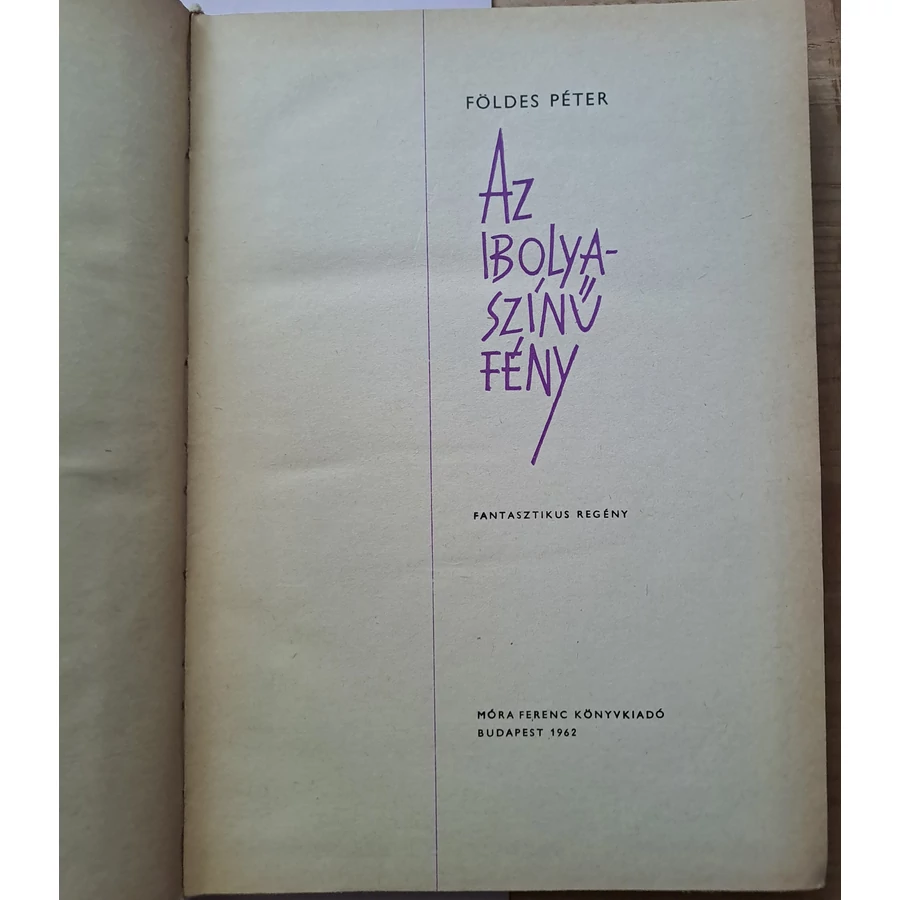 FÖLDES PÉTER
AZ
IBOLYA-
SZÍNŰ
FÉNY
FANTASZTIKUS REGÉNY
MÓRA FERENC KÖNYVKIADÓ
BUDAPEST 1962